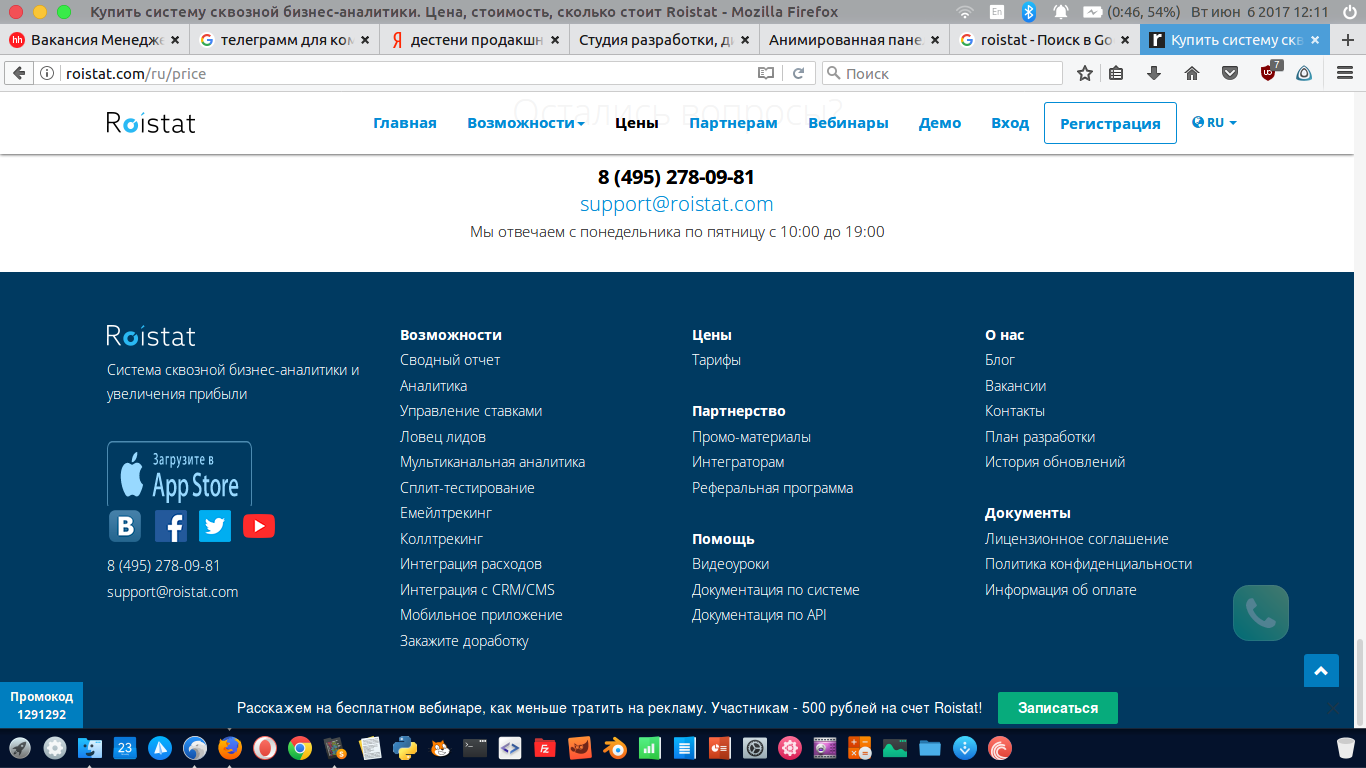 Купить систему сквозной бизнес-аналитики. Цена, стоимость, сколько стоит Roistat - Mozilla Firefox
En
(0:46, 54%)
Вт июн 6 2017 12:11
hh Вакансия Менедже
телеграмм для ком
дестени продакшн
Студия разработки, ди
Анимированная пане
roistat - Поиск в Go
Купить систему скв
roistat.com/ru/price
Поиск
7
Остались вопросы?
Roistat
Главная
Возможности
Цены
Партнерам
Вебинары
Демо
Вход
Регистрация
RU
8 (495) 278-09-81
support@roistat.com
Мы отвечаем с понедельника по пятницу с 10:00 до 19:00
Roistat
Система сквозной бизнес-аналитики и
увеличения прибыли
Загрузите в
App Store
8 (495) 278-09-81
support@roistat.com
Возможности
Сводный отчет
Аналитика
Управление ставками
Ловец лидов
Мультиканальная аналитика
Сплит-тестирование
Емейлтрекинг
Коллтрекинг
Интеграция расходов
Интеграция с CRM/CMS
Мобильное приложение
Закажите доработку
Цены
Тарифы
Партнерство
Промо-материалы
Интеграторам
Реферальная программа
Помощь
Видеоуроки
Документация по системе
Документация по API
О нас
Блог
Вакансии
Контакты
План разработки
История обновлений
Документы
Лицензионное соглашение
Политика конфиденциальности
Информация об оплате
Промокод
1291292
Расскажем на бесплатном вебинаре, как меньше тратить на рекламу. Участникам - 500 рублей на счет Roistat!
Записаться
23